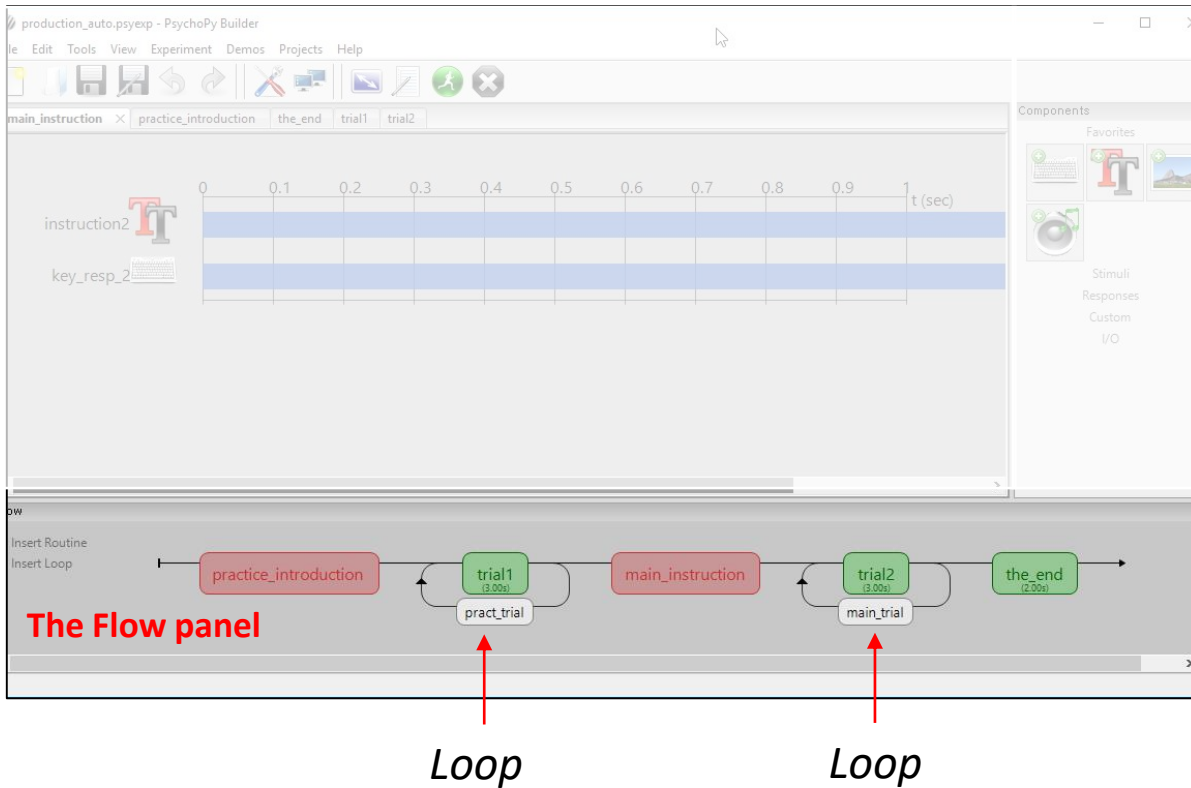 production_auto.psyexp - PsychoPy Builder
le Edit Tools View Experiment Demos Projects Help
main_instruction × practice_introduction the_end trial1 trial2
Components
Favorites
0 0.1 0.2 0.3 0.4 0.5 0.6 0.7 0.8 0.9 1
t (sec)
instruction2
key_resp_2
Stimuli
Responses
Custom
I/O
ow
Insert Routine
Insert Loop
practice_introduction
trial1
(3.00s)
pract_trial
main_instruction
trial2
(3.00s)
main_trial
the_end
(2.00s)
The Flow panel
Loop
Loop